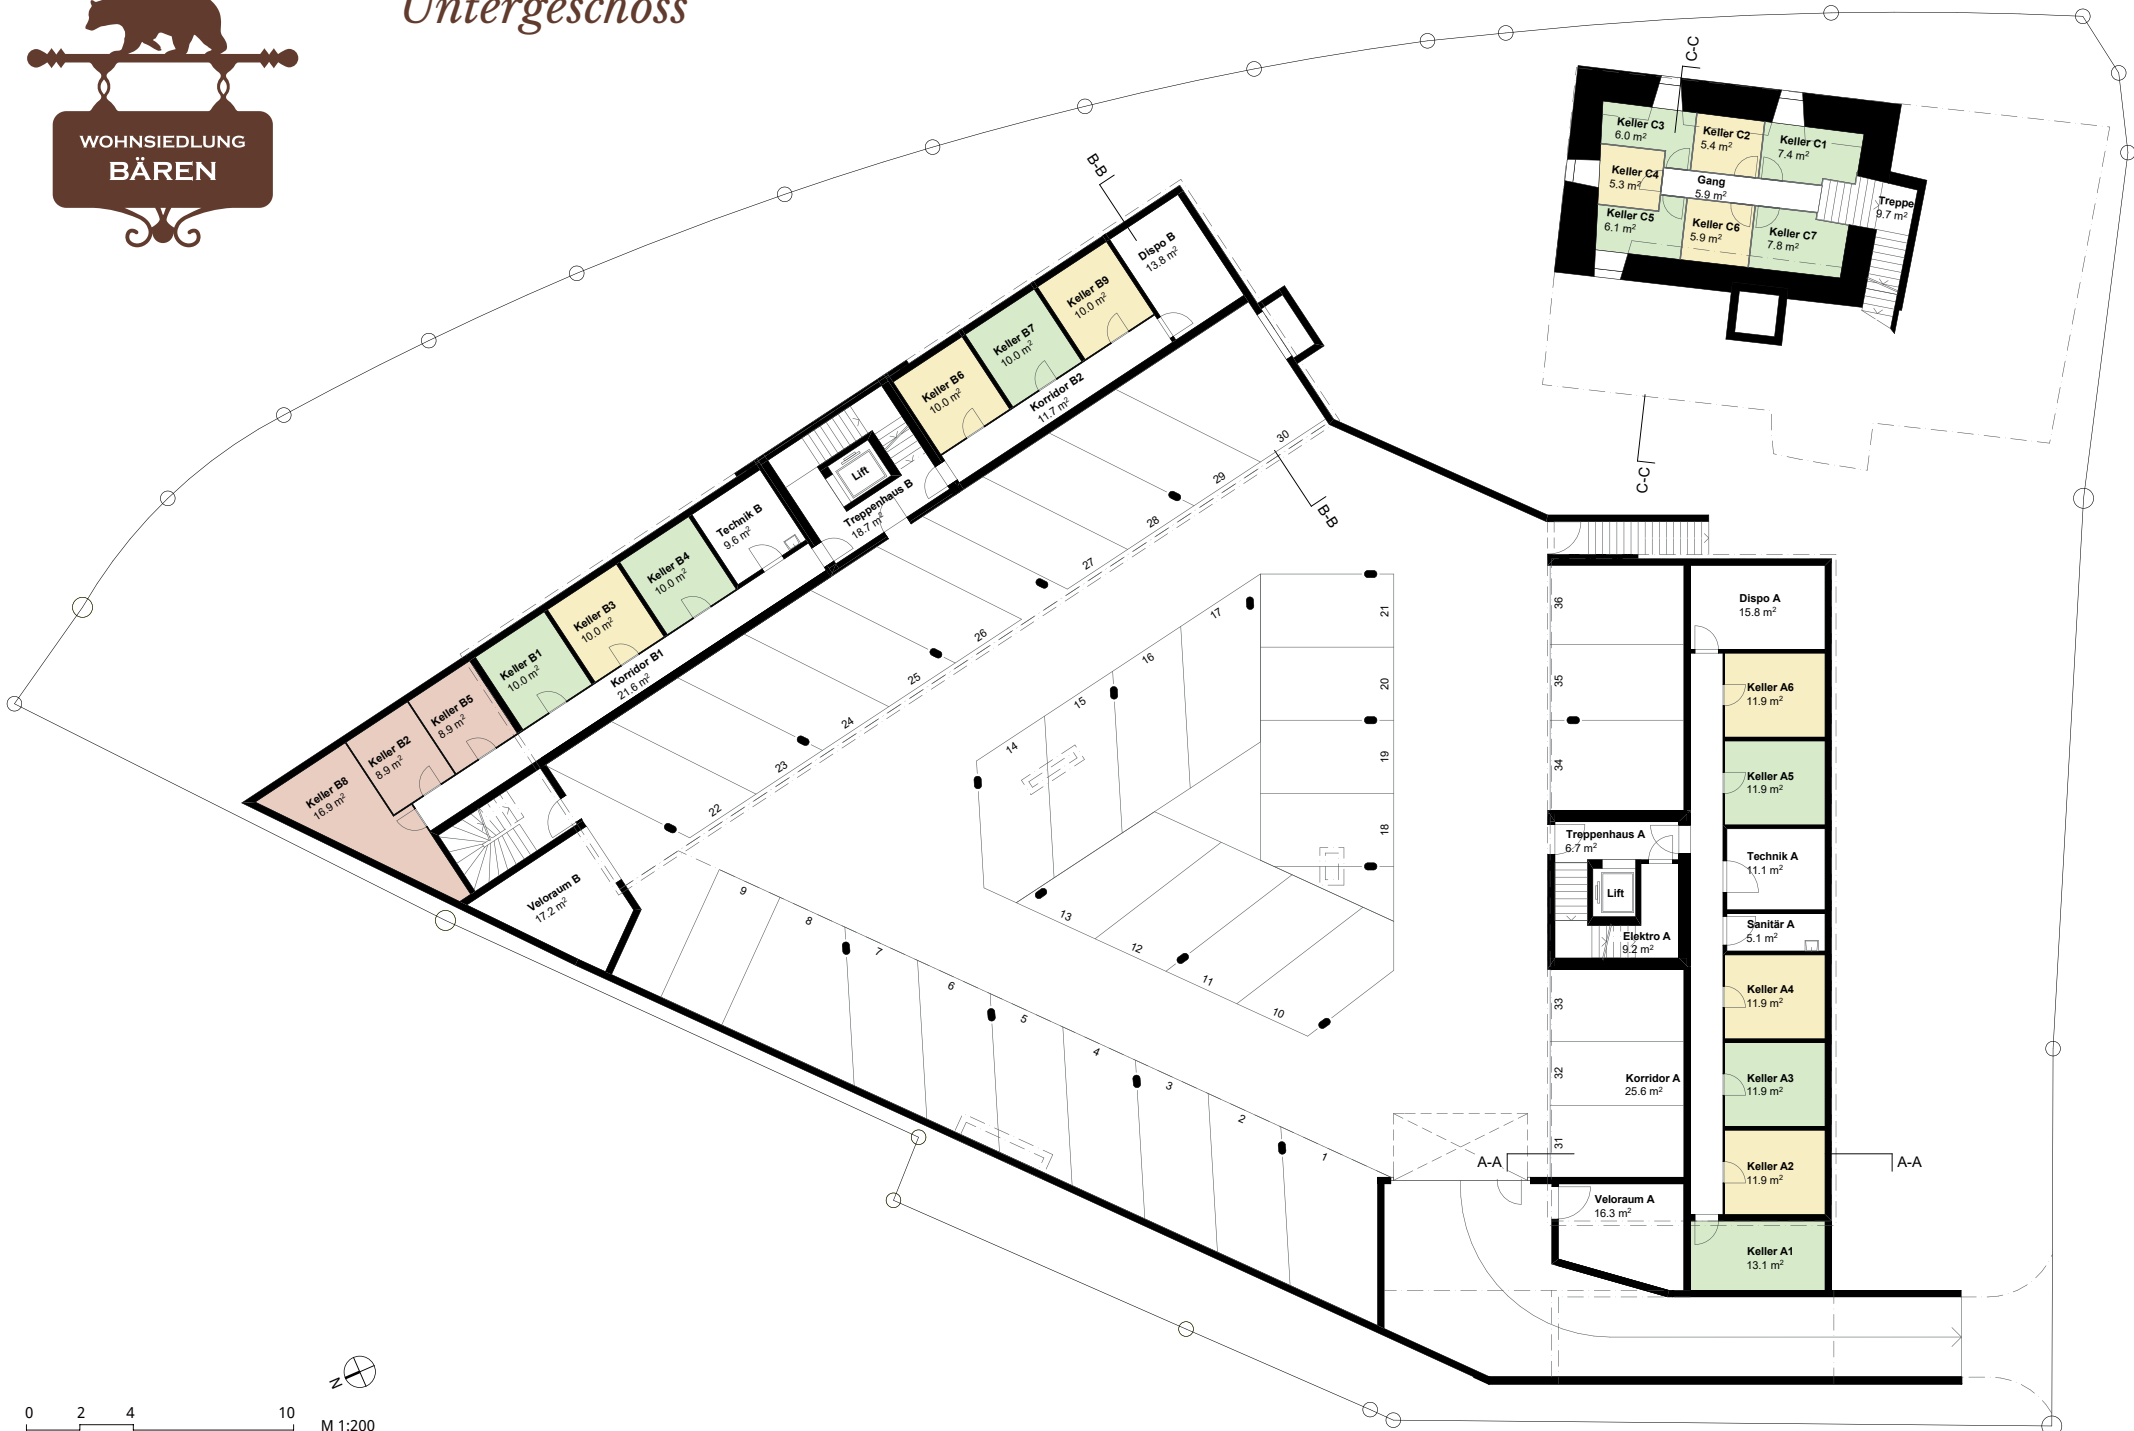 Untergeschoss
WOHNSIEDLUNG
BÄREN
C-C
Keller C3
6.0 m²
Keller C2
5.4 m²
Keller C1
7.4 m²
Keller C4
5.3 m²
Gang
5.9 m²
Treppe
9.7 m²
Keller C5
6.1 m²
Keller C6
5.9 m²
Keller C7
7.8 m²
C-C
B-B
Dispo B
13.8 m²
Keller B9
10.0 m²
Keller B7
10.0 m²
Keller B6
10.0 m²
Korridor B2
11.7 m²
Lift
Treppenhaus B
18.7 m²
Technik B
9.6 m²
Keller B4
10.0 m²
Keller B3
10.0 m²
Keller B1
10.0 m²
Korridor B1
21.6 m²
Keller B5
8.9 m²
Keller B2
8.9 m²
Keller B8
16.9 m²
Veloraum B
17.2 m²
B-B
30
29
28
27
26
25
24
23
22
21
20
19
18
17
16
15
14
13
12
11
10
9
8
7
6
5
4
3
2
1
36
35
34
33
32
31
Dispo A
15.8 m²
Keller A6
11.9 m²
Keller A5
11.9 m²
Treppenhaus A
6.7 m²
Technik A
11.1 m²
Lift
Sanitär A
5.1 m²
Elektro A
9.2 m²
Keller A4
11.9 m²
Korridor A
25.6 m²
Keller A3
11.9 m²
Keller A2
11.9 m²
A-A
A-A
Veloraum A
16.3 m²
Keller A1
13.1 m²
N
0 2 4 10
M 1:200